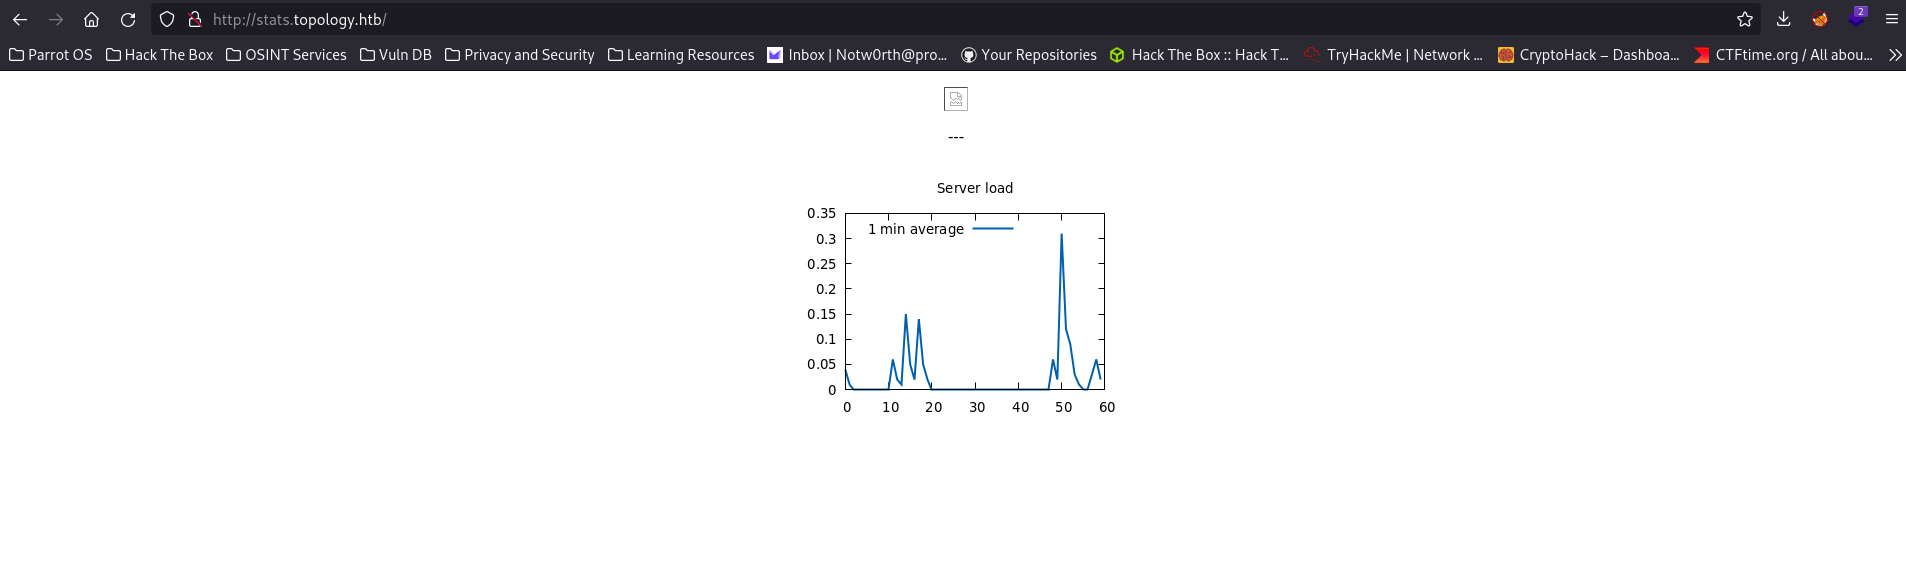 http://stats.topology.htb/
2
Parrot OS Hack The Box OSINT Services Vuln DB Privacy and Security Learning Resources Inbox | Notw0rth@pro... Your Repositories Hack The Box :: Hack T... TryHackMe | Network ... CryptoHack – Dashboa... CTFtime.org / All abou...
---
Server load
1 min average
0.35
0.3
0.25
0.2
0.15
0.1
0.05
0
0 10 20 30 40 50 60